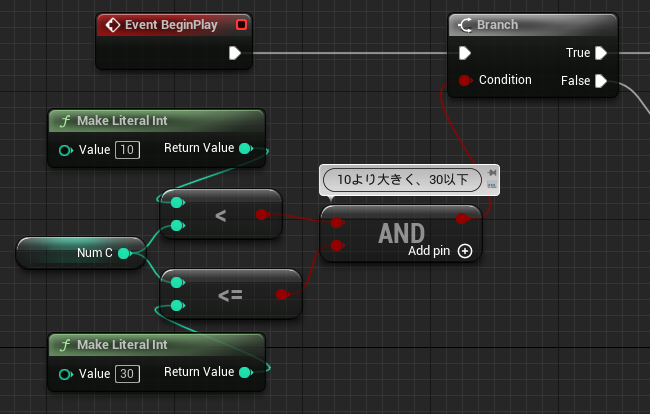 Event BeginPlay
Branch
True
Condition
False
Make Literal Int
Value 10
Return Value
10より大きく、30以下
<
AND
Add pin
Num C
<=
Make Literal Int
Value 30
Return Value